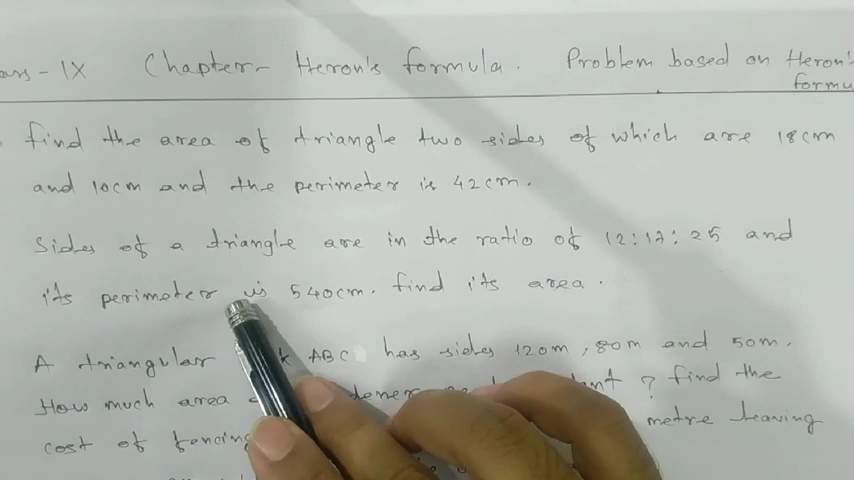 Chapter- Heron's formula. Problem based on Heron's
find the area of triangle two sides of which are 18cm
and 10cm and the perimeter is 42cm.
Sides of a triangle are in the ratio of 12:17:25 and
its perimeter is 540cm. find its area.
A triangular ABC has sides 120m, 80m and 50m.
How much area ? find the
cost of fencing metre leaving